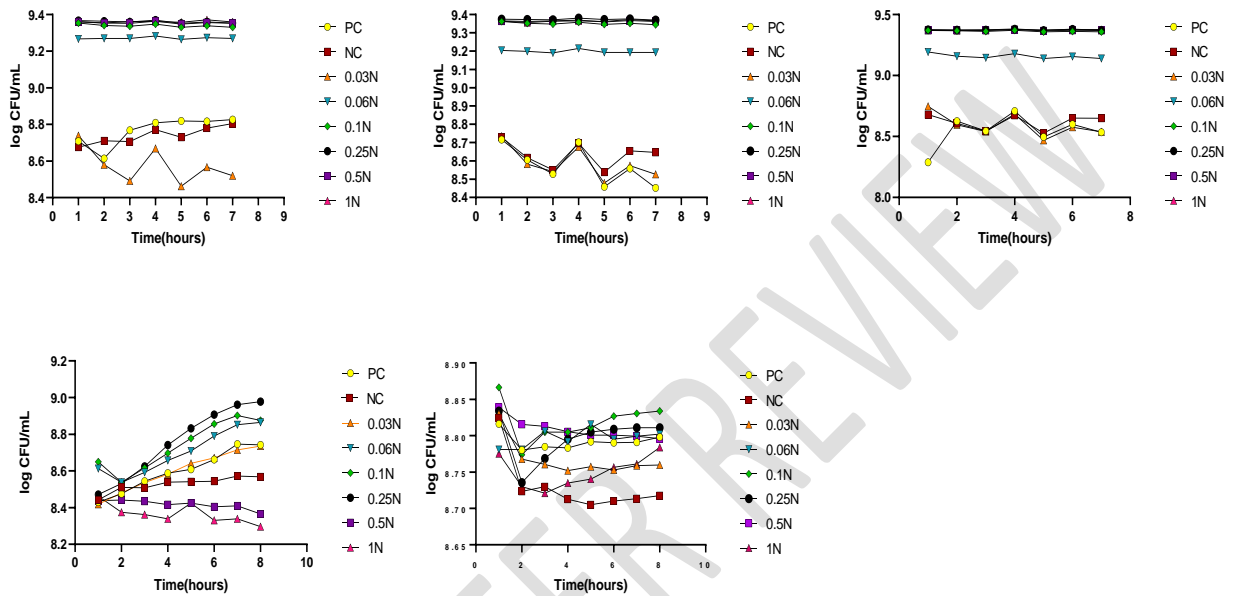 9.4
9.2
9.0
8.8
8.6
8.4
log CFU/mL
0 1 2 3 4 5 6 7 8 9
Time(hours)
PC
NC
0.03N
0.06N
0.1N
0.25N
0.5N
1N
9.4
9.3
9.2
9.1
9.0
8.9
8.8
8.7
8.6
8.5
8.4
log CFU/mL
0 1 2 3 4 5 6 7 8 9
Time(hours)
PC
NC
0.03N
0.06N
0.1N
0.25N
0.5N
1N
9.5
9.0
8.5
8.0
log CFU/mL
0 2 4 6 8
Time(hours)
PC
NC
0.03N
0.06N
0.1N
0.25N
0.5N
1N
9.2
9.0
8.8
8.6
8.4
8.2
log CFU/mL
0 2 4 6 8 10
Time(hours)
PC
NC
0.03N
0.06N
0.1N
0.25N
0.5N
1N
8.90
8.85
8.80
8.75
8.70
8.65
log CFU/mL
0 2 4 6 8 10
Time(hours)
PC
NC
0.03N
0.06N
0.1N
0.25N
0.5N
1N
ER REVIEW